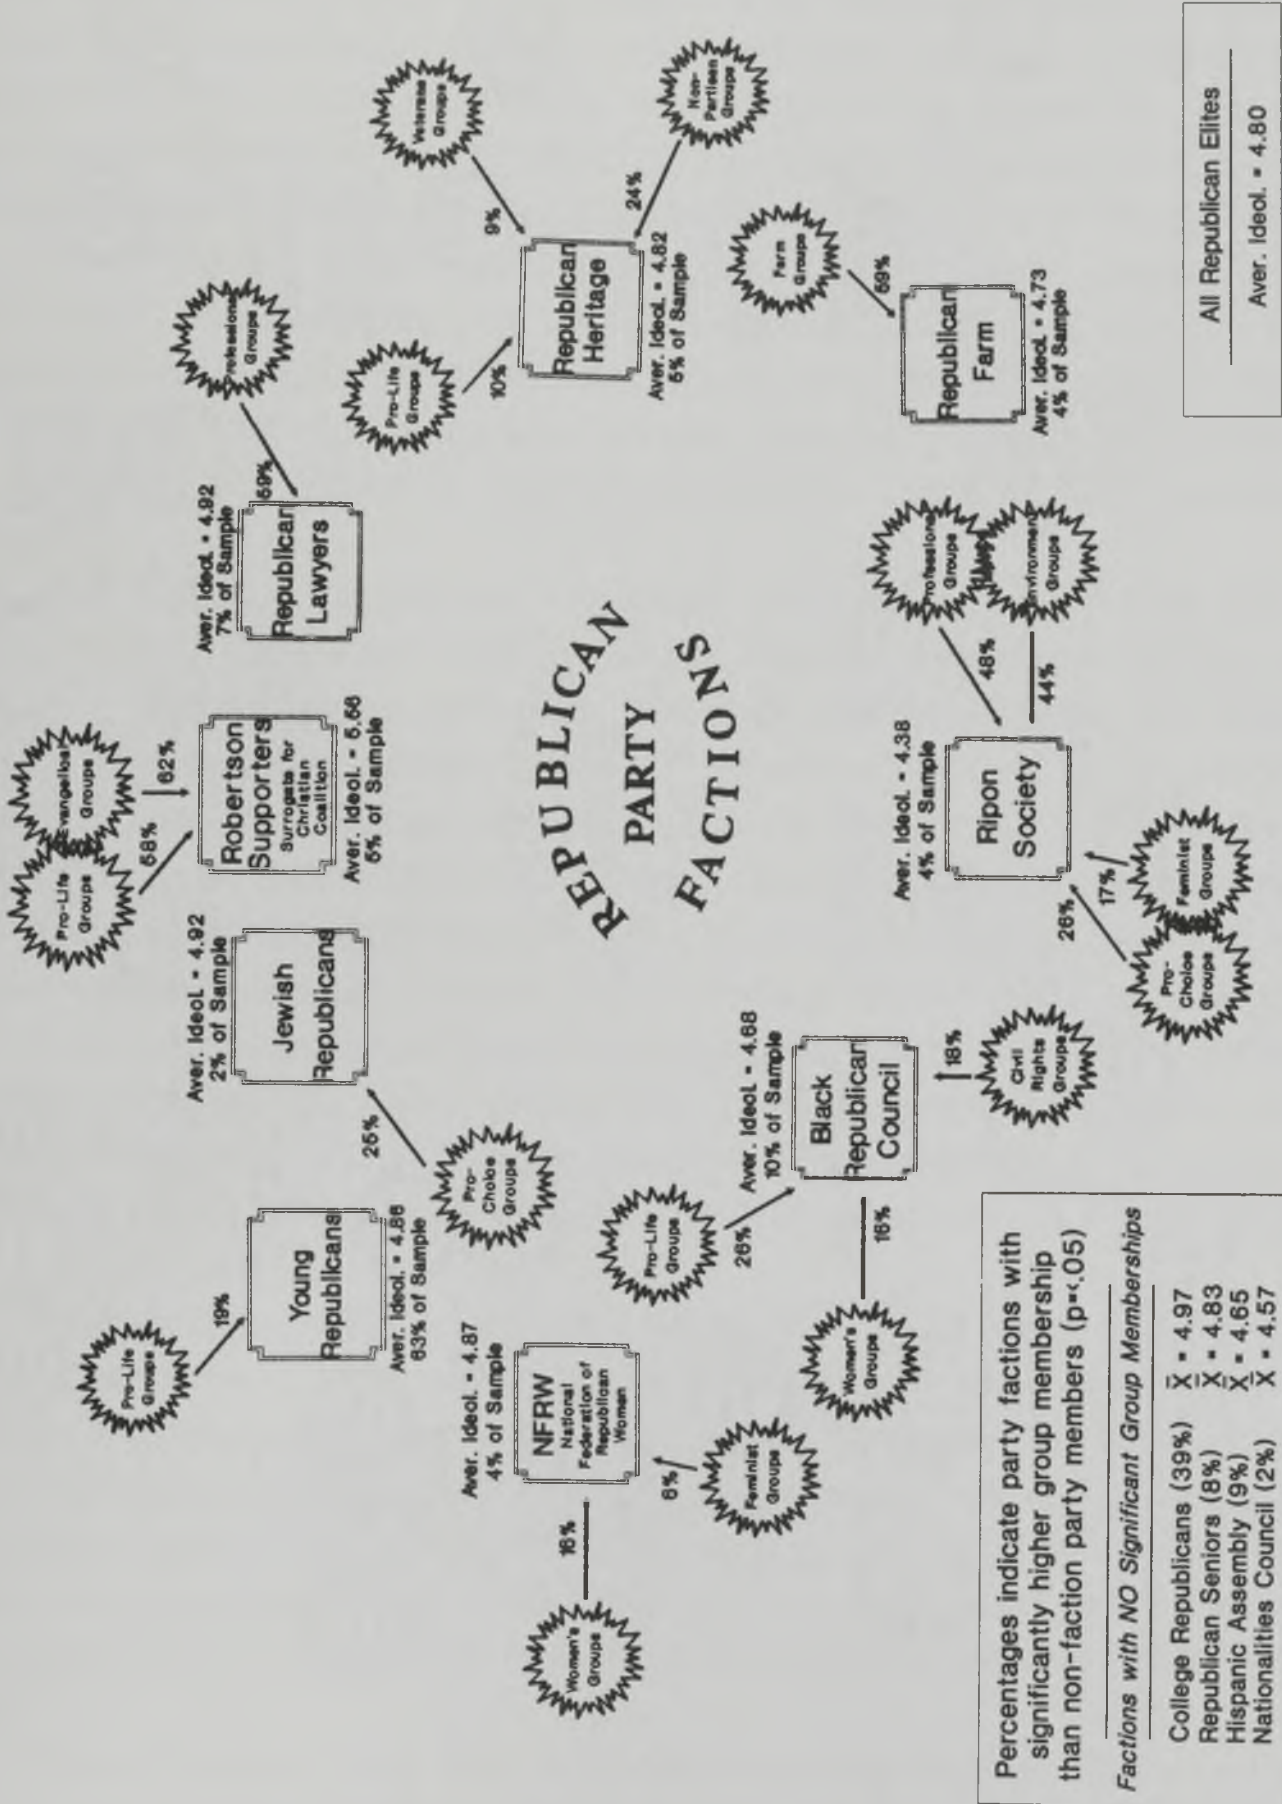 Pro-Life
Groups
58%
Evangelical
Groups
62%
Robertson
Supporters
Surrogate for
Christian
Coalition
5% of Sample
Pro-Life
Groups
19%
Young
Republicans
Aver. Ideol. = 4.86
63% of Sample
Aver. Ideol. = 4.92
2% of Sample
Jewish
Republicans
25%
Pro-
Choice
Groups
Aver. Ideol. = 4.92
7% of Sample
Republican
Lawyers
59%
Professional
Groups
Pro-Life
Groups
10%
Veterans
Groups
9%
Republican
Heritage
Aver. Ideol. = 4.82
5% of Sample
24%
Non-
Partisen
Groups
Aver. Ideol. = 4.87
4% of Sample
NFRW
National
Federation of
Republican
Women
16%
Women's
Groups
6%
Feminist
Groups
REPUBLICAN
PARTY
FACTIONS
Pro-Life
Groups
26%
Aver. Ideol. = 4.68
10% of Sample
Black
Republican
Council
16%
Women's
Groups
18%
Civil
Rights
Groups
Aver. Ideol. = 4.38
4% of Sample
Ripon
Society
48%
Professional
Groups
44%
Environment
Groups
26%
Pro-
Choice
Groups
17%
Feminist
Groups
Farm
Groups
59%
Republican
Farm
Aver. Ideol. = 4.73
4% of Sample
Percentages indicate party factions with
significantly higher group membership
than non-faction party members (p=<.05)
Factions with NO Significant Group Memberships
College Republicans (39%) X̄ = 4.97
Republican Seniors (8%) X̄ = 4.83
Hispanic Assembly (9%) X̄ = 4.65
Nationalities Council (2%) X̄ = 4.57
All Republican Elites
Aver. Ideol. = 4.80